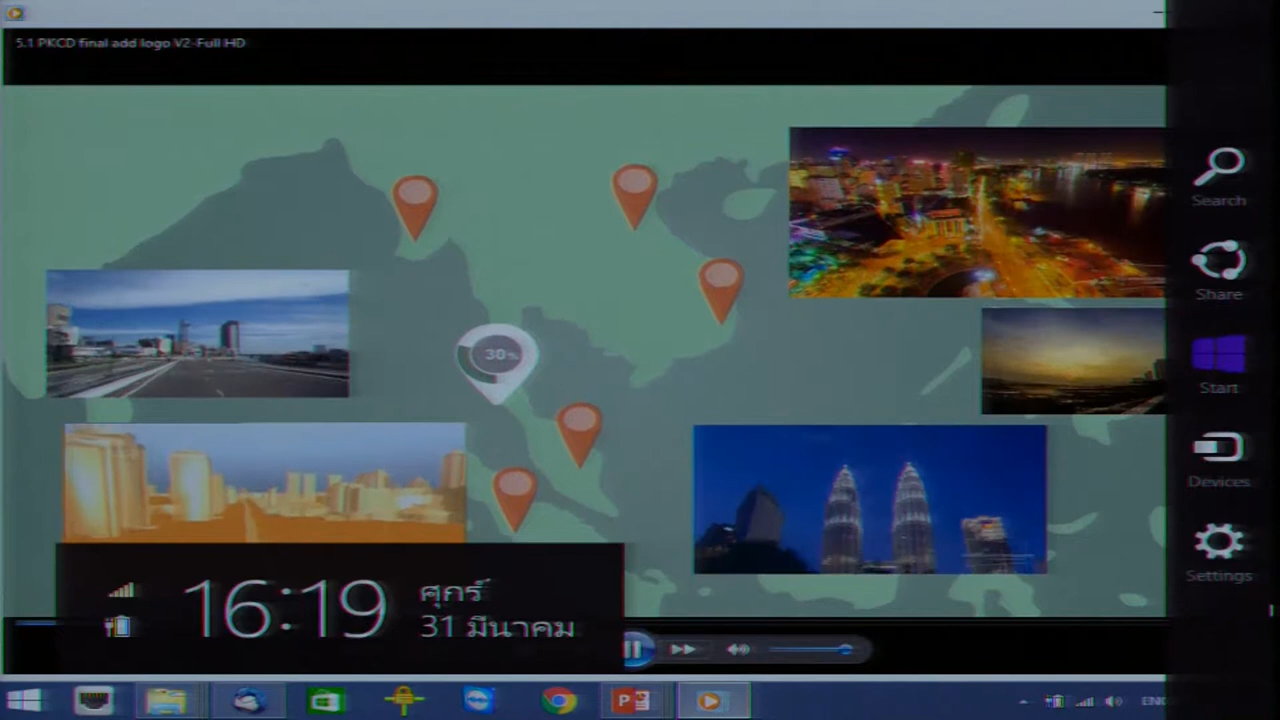 5.1 PKCD final add logo V2-Full HD
Search
Share
Start
Devices
Settings
30%
16:19
ศุกร์
31 มีนาคม
ENG